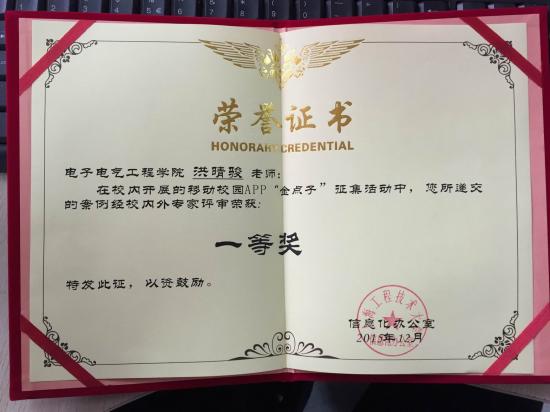 荣誉证书
HONORARY CREDENTIAL
电子电气工程学院 洪晴骏 老师:
在校内开展的移动校园APP“金点子”征集活动中，您所递交
的案例经校内外专家评审荣获:
一等奖
特发此证，以资鼓励。
信息化办公室
2015年12月